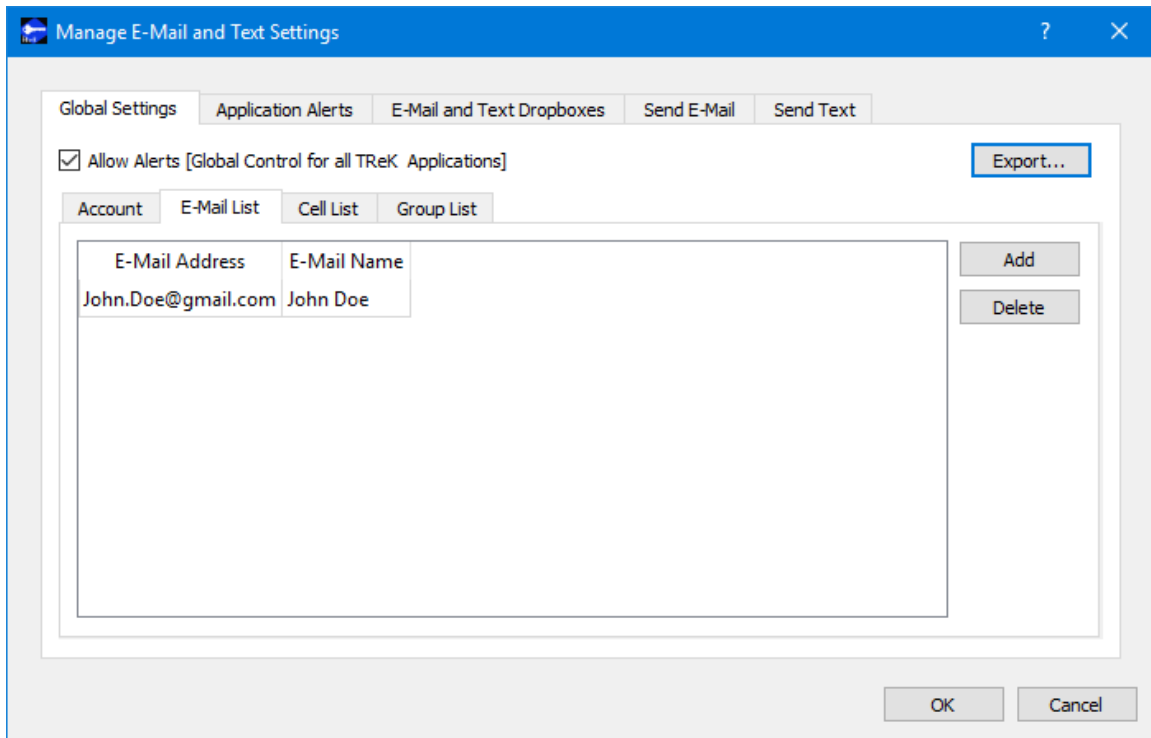 Manage E-Mail and Text Settings ?
Global Settings Application Alerts E-Mail and Text Dropboxes Send E-Mail Send Text
Allow Alerts [Global Control for all TReK Applications] Export...
Account E-Mail List Cell List Group List
E-Mail Address E-Mail Name Add
John.Doe@gmail.com John Doe Delete
OK Cancel